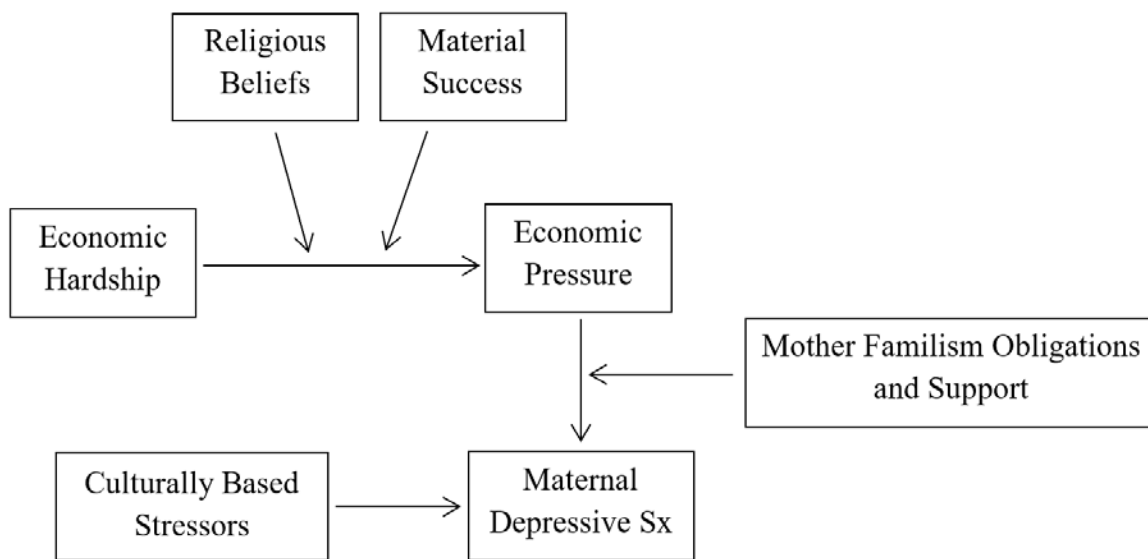 Religious
Beliefs
Material
Success
Economic
Hardship
Economic
Pressure
Mother Familism Obligations
and Support
Culturally Based
Stressors
Maternal
Depressive Sx